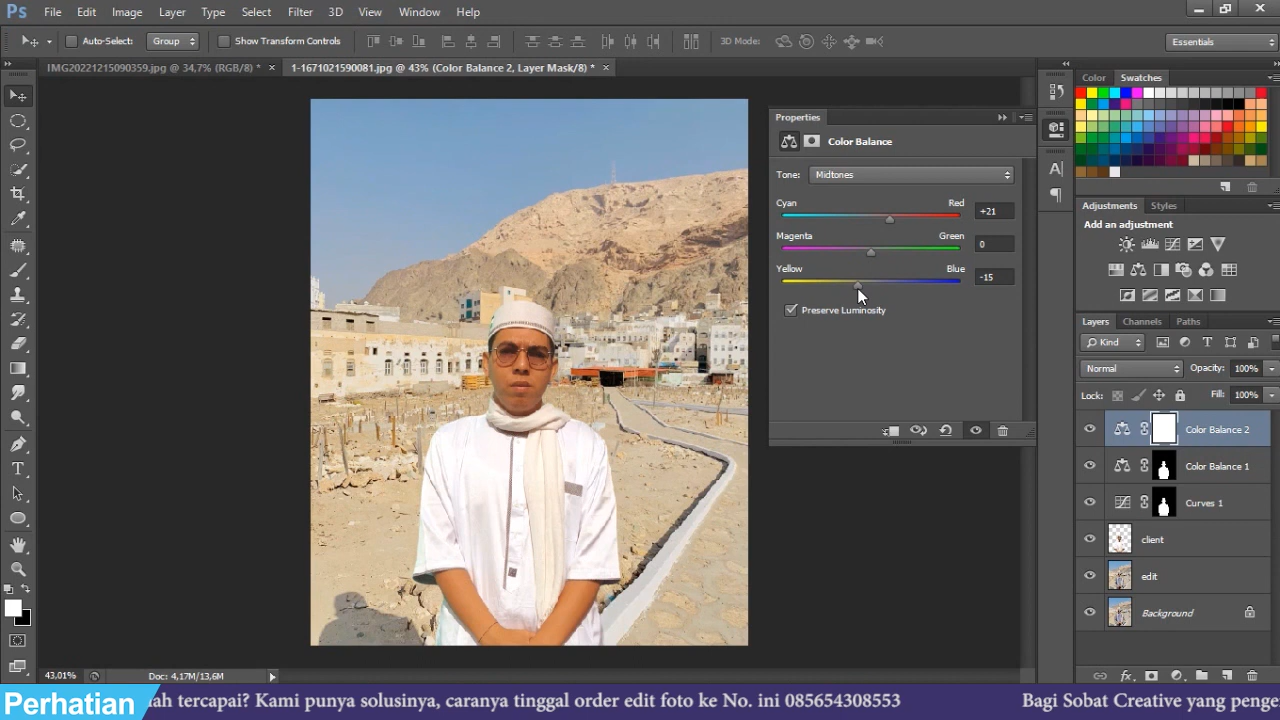 Ps File Edit Image Layer Type Select Filter 3D View Window Help
Auto-Select: Group Show Transform Controls 3D Mode: Essentials
IMG20221215090359.jpg @ 34,7% (RGB/8) * × 1-1671021590081.jpg @ 43% (Color Balance 2, Layer Mask/8) * ×
Color Swatches
Properties
Color Balance
Tone: Midtones
Cyan Red +21
Magenta Green 0
Yellow Blue -15
Preserve Luminosity
Adjustments Styles
Add an adjustment
Layers Channels Paths
Kind
Normal Opacity: 100%
Lock: Fill: 100%
Color Balance 2
Color Balance 1
Curves 1
client
edit
Background
43,01% Doc: 4,17M/13,6M
Perhatian
lah tercapai? Kami punya solusinya, caranya tinggal order edit foto ke No. ini 085654308553 Bagi Sobat Creative yang penge